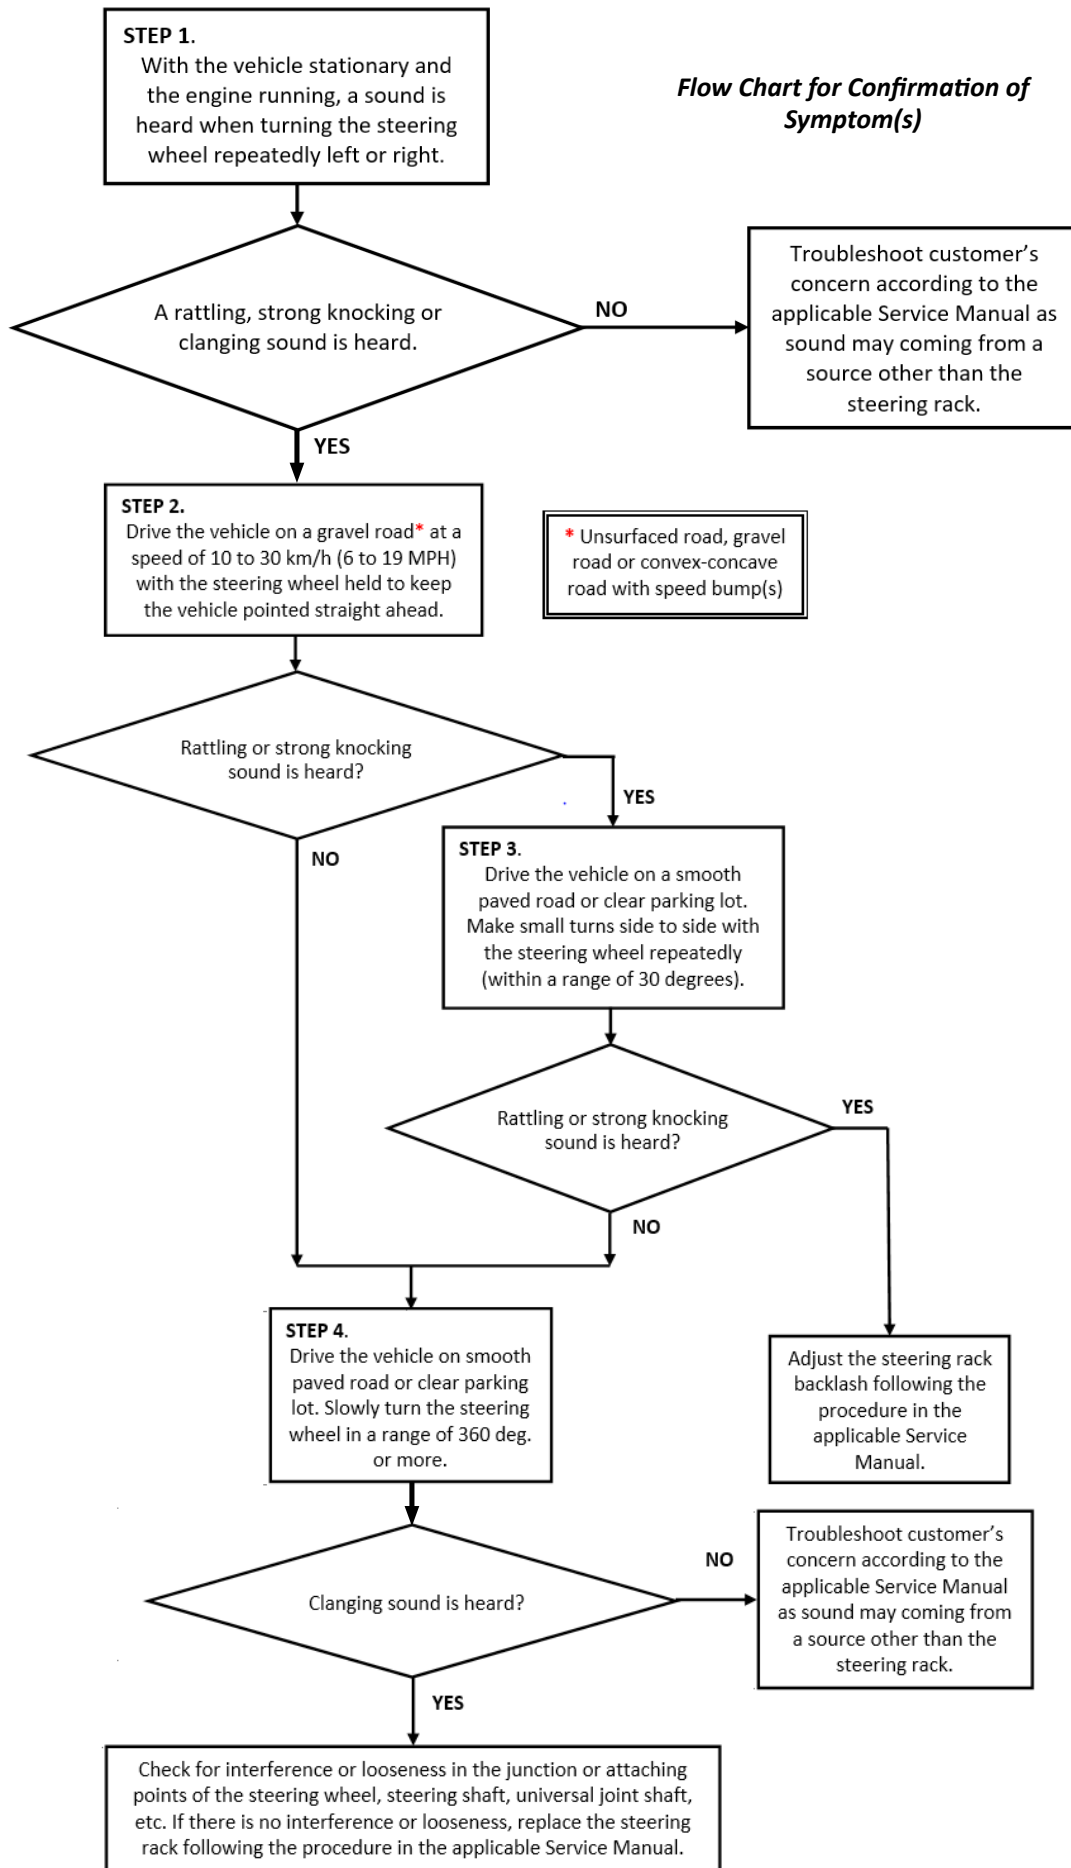 STEP 1.
With the vehicle stationary and
the engine running, a sound is
heard when turning the steering
wheel repeatedly left or right.
Flow Chart for Confirmation of
Symptom(s)
A rattling, strong knocking or
clanging sound is heard.
NO
Troubleshoot customer's
concern according to the
applicable Service Manual as
sound may coming from a
source other than the
steering rack.
YES
STEP 2.
Drive the vehicle on a gravel road* at a
speed of 10 to 30 km/h (6 to 19 MPH)
with the steering wheel held to keep
the vehicle pointed straight ahead.
* Unsurfaced road, gravel
road or convex-concave
road with speed bump(s)
Rattling or strong knocking
sound is heard?
YES
NO
STEP 3.
Drive the vehicle on a smooth
paved road or clear parking lot.
Make small turns side to side with
the steering wheel repeatedly
(within a range of 30 degrees).
Rattling or strong knocking
sound is heard?
YES
NO
STEP 4.
Drive the vehicle on smooth
paved road or clear parking
lot. Slowly turn the steering
wheel in a range of 360 deg.
or more.
Adjust the steering rack
backlash following the
procedure in the
applicable Service
Manual.
Clanging sound is heard?
NO
Troubleshoot customer's
concern according to the
applicable Service Manual
as sound may coming from
a source other than the
steering rack.
YES
Check for interference or looseness in the junction or attaching
points of the steering wheel, steering shaft, universal joint shaft,
etc. If there is no interference or looseness, replace the steering
rack following the procedure in the applicable Service Manual.